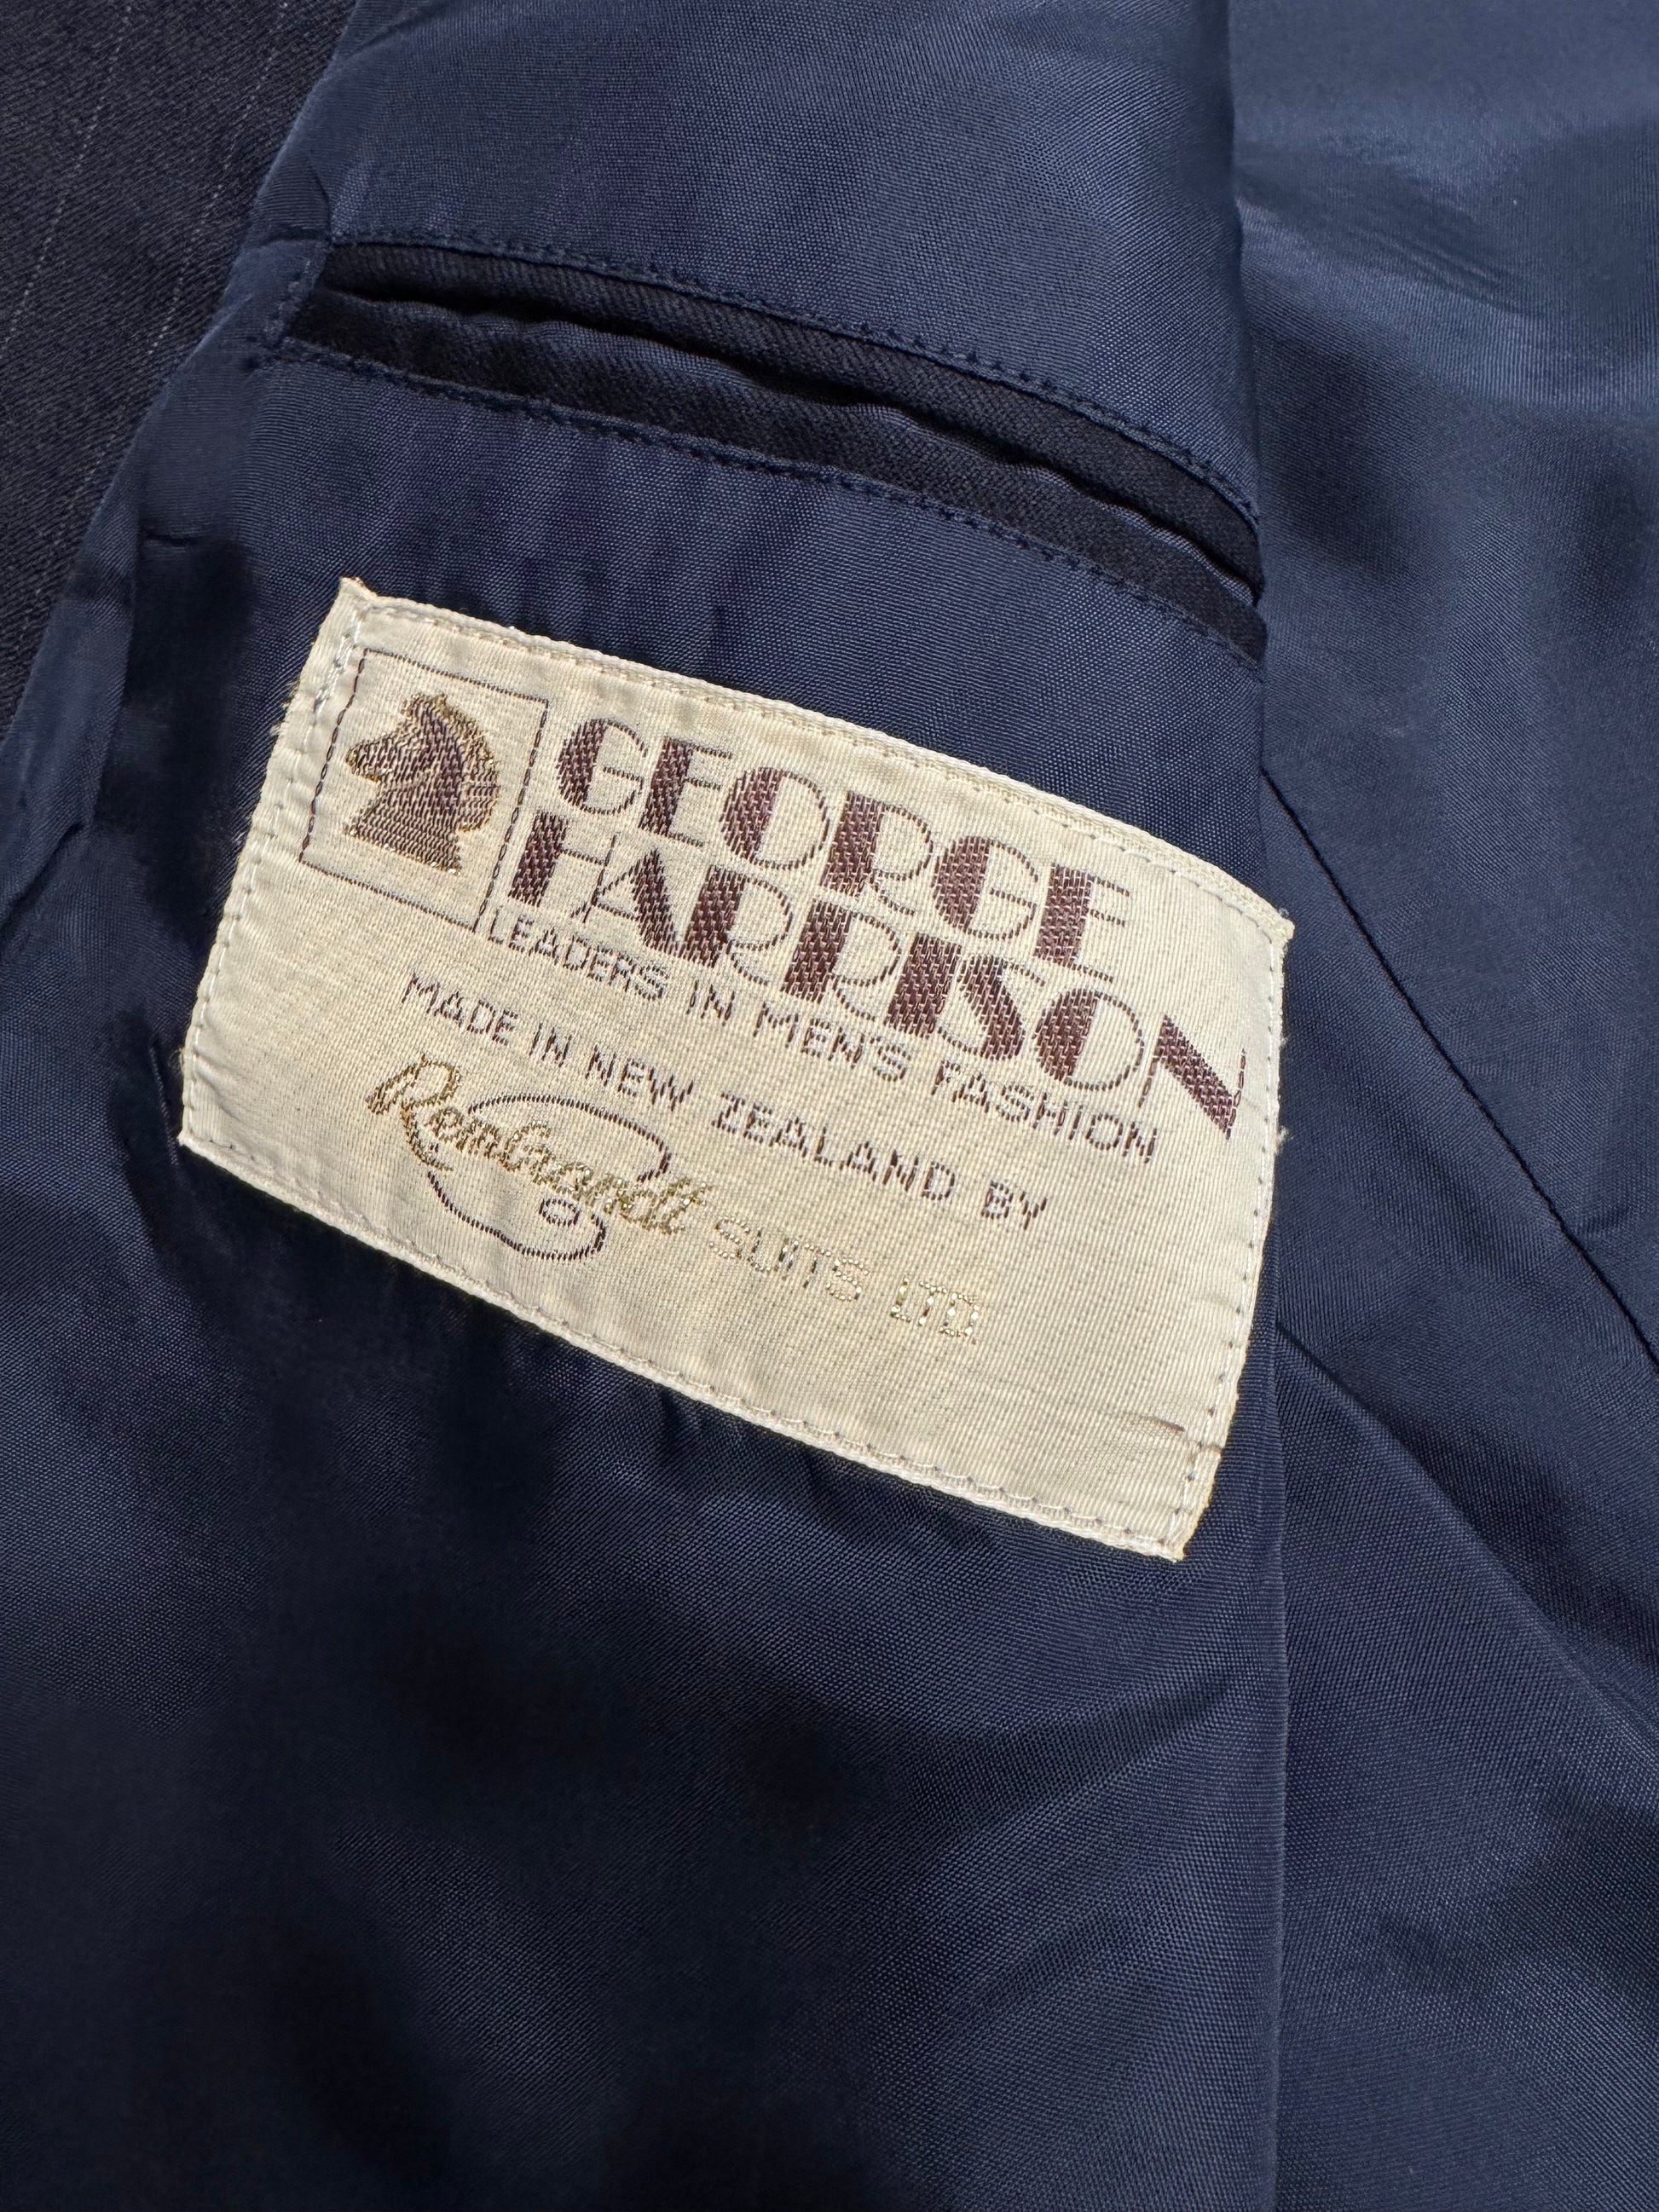 GEORGE
HARRISON
LEADERS IN MEN'S FASHION
MADE IN NEW ZEALAND BY
Rembrandt SUITS LTD.